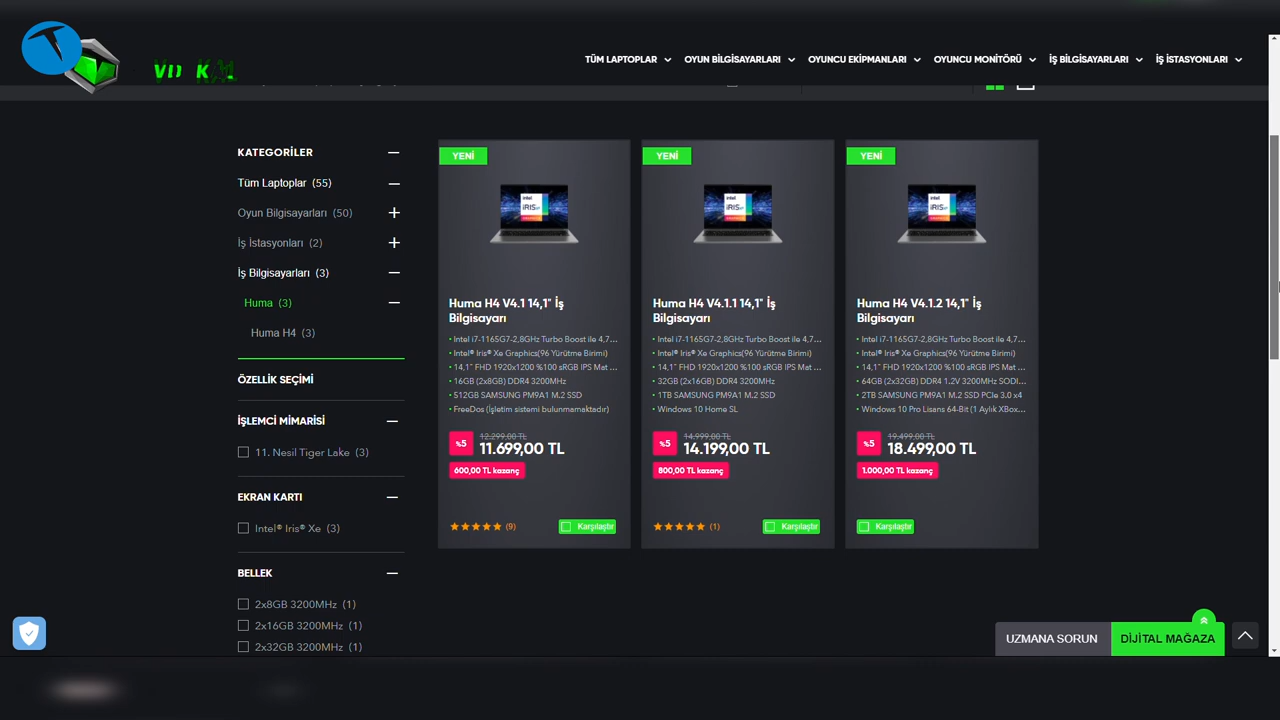 TÜM LAPTOPLAR
OYUN BİLGİSAYARLARI
OYUNCU EKİPMANLARI
OYUNCU MONİTÖRÜ
İŞ BİLGİSAYARLARI
İŞ İSTASYONLARI
KATEGORİLER
Tüm Laptoplar (55)
Oyun Bilgisayarları (50)
İş İstasyonları (2)
İş Bilgisayarları (3)
Huma (3)
Huma H4 (3)
ÖZELLİK SEÇİMİ
İŞLEMCİ MİMARİSİ
11. Nesil Tiger Lake (3)
EKRAN KARTI
Intel® Iris® Xe (3)
BELLEK
2x8GB 3200MHz (1)
2x16GB 3200MHz (1)
2x32GB 3200MHz (1)
YENİ
intel
iRIS xe
Huma H4 V4.1 14,1" İş
Bilgisayarı
• Intel i7-1165G7-2,8GHz Turbo Boost ile 4,7...
• Intel® Iris® Xe Graphics(96 Yürütme Birimi)
• 14,1" FHD 1920x1200 %100 sRGB IPS Mat ...
• 16GB (2x8GB) DDR4 3200MHz
• 512GB SAMSUNG PM9A1 M.2 SSD
• FreeDos (İşletim sistemi bulunmamaktadır)
%5
12.299,00 TL
11.699,00 TL
600,00 TL kazanç
(9)
Karşılaştır
YENİ
intel
iRIS xe
Huma H4 V4.1.1 14,1" İş
Bilgisayarı
• Intel i7-1165G7-2,8GHz Turbo Boost ile 4,7...
• Intel® Iris® Xe Graphics(96 Yürütme Birimi)
• 14,1" FHD 1920x1200 %100 sRGB IPS Mat ...
• 32GB (2x16GB) DDR4 3200MHz
• 1TB SAMSUNG PM9A1 M.2 SSD
• Windows 10 Home SL
%5
14.999,00 TL
14.199,00 TL
800,00 TL kazanç
(1)
Karşılaştır
YENİ
intel
iRIS xe
Huma H4 V4.1.2 14,1" İş
Bilgisayarı
• Intel i7-1165G7-2,8GHz Turbo Boost ile 4,7...
• Intel® Iris® Xe Graphics(96 Yürütme Birimi)
• 14,1" FHD 1920x1200 %100 sRGB IPS Mat ...
• 64GB (2x32GB) DDR4 1.2V 3200MHz SODI...
• 2TB SAMSUNG PM9A1 M.2 SSD PCIe 3.0 x4
• Windows 10 Pro Lisans 64-Bit (1 Aylık XBox...
%5
19.499,00 TL
18.499,00 TL
1.000,00 TL kazanç
Karşılaştır
UZMANA SORUN
DİJİTAL MAĞAZA